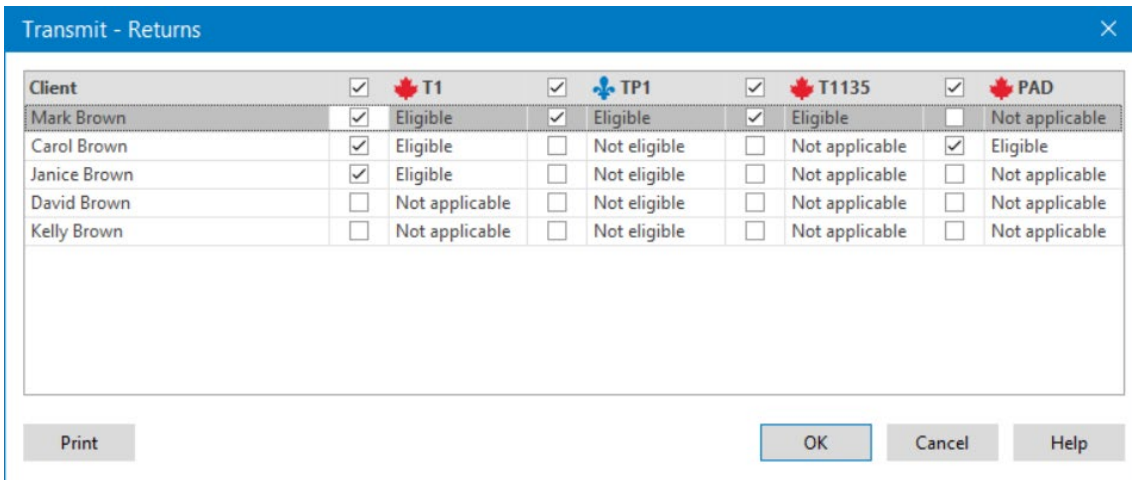 Transmit - Returns
Client T1 TP1 T1135 PAD
Mark Brown Eligible Eligible Eligible Not applicable
Carol Brown Eligible Not eligible Not applicable Eligible
Janice Brown Eligible Not eligible Not applicable Not applicable
David Brown Not applicable Not eligible Not applicable Not applicable
Kelly Brown Not applicable Not eligible Not applicable Not applicable
Print OK Cancel Help